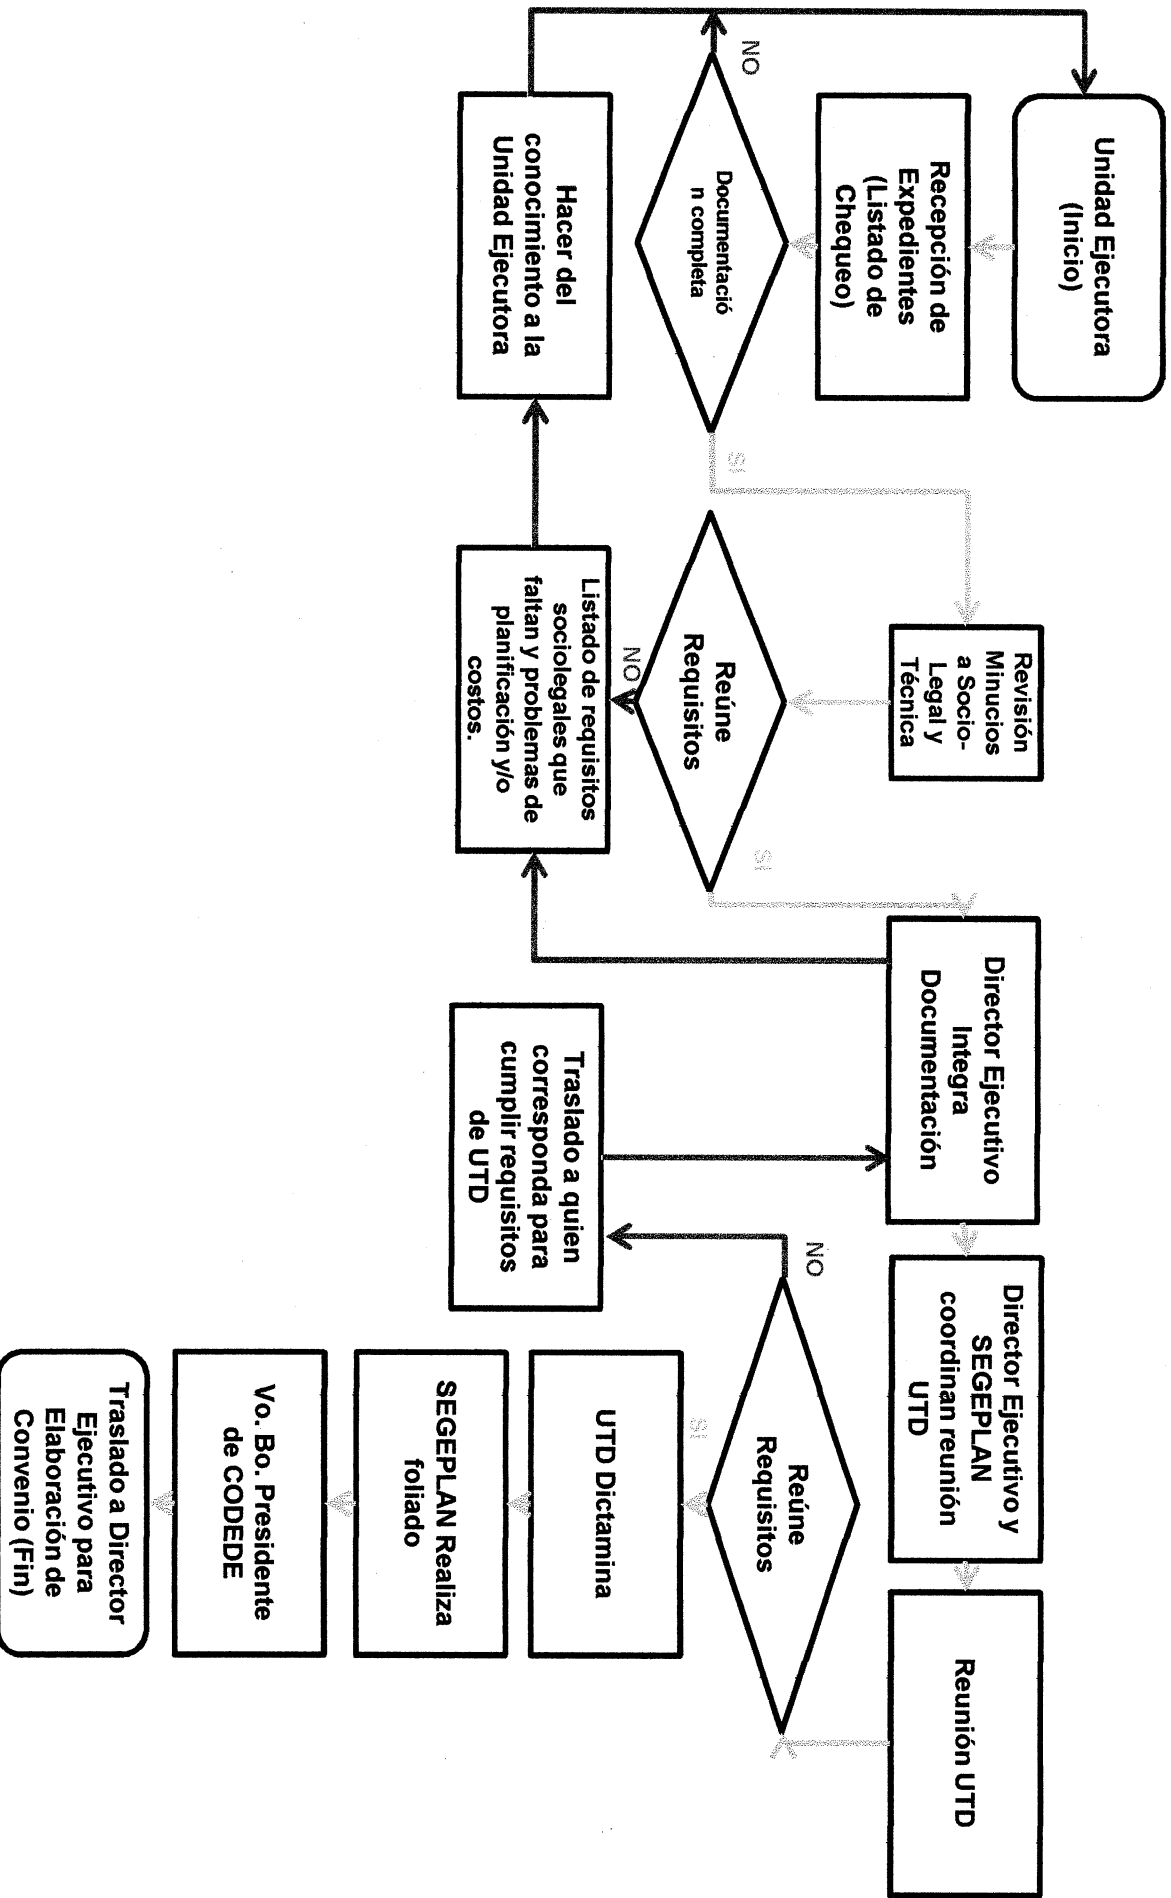 Unidad Ejecutora
(Inicio)
Recepción de
Expedientes
(Listado de
Chequeo)
Documentació
n completa
NO
SI
Hacer del
conocimiento a la
Unidad Ejecutora
Revisión
Minucios
a Socio-
Legal y
Técnica
Reúne
Requisitos
NO
SI
Listado de requisitos
sociolegales que
faltan y problemas de
planificación y/o
costos.
Director Ejecutivo
Integra
Documentación
Traslado a quien
corresponda para
cumplir requisitos
de UTD
Director Ejecutivo y
SEGEPLAN
coordinan reunión
UTD
Reunión UTD
Reúne
Requisitos
NO
SI
UTD Dictamina
SEGEPLAN Realiza
foliado
Vo. Bo. Presidente
de CODEDE
Traslado a Director
Ejecutivo para
Elaboración de
Convenio (Fin)